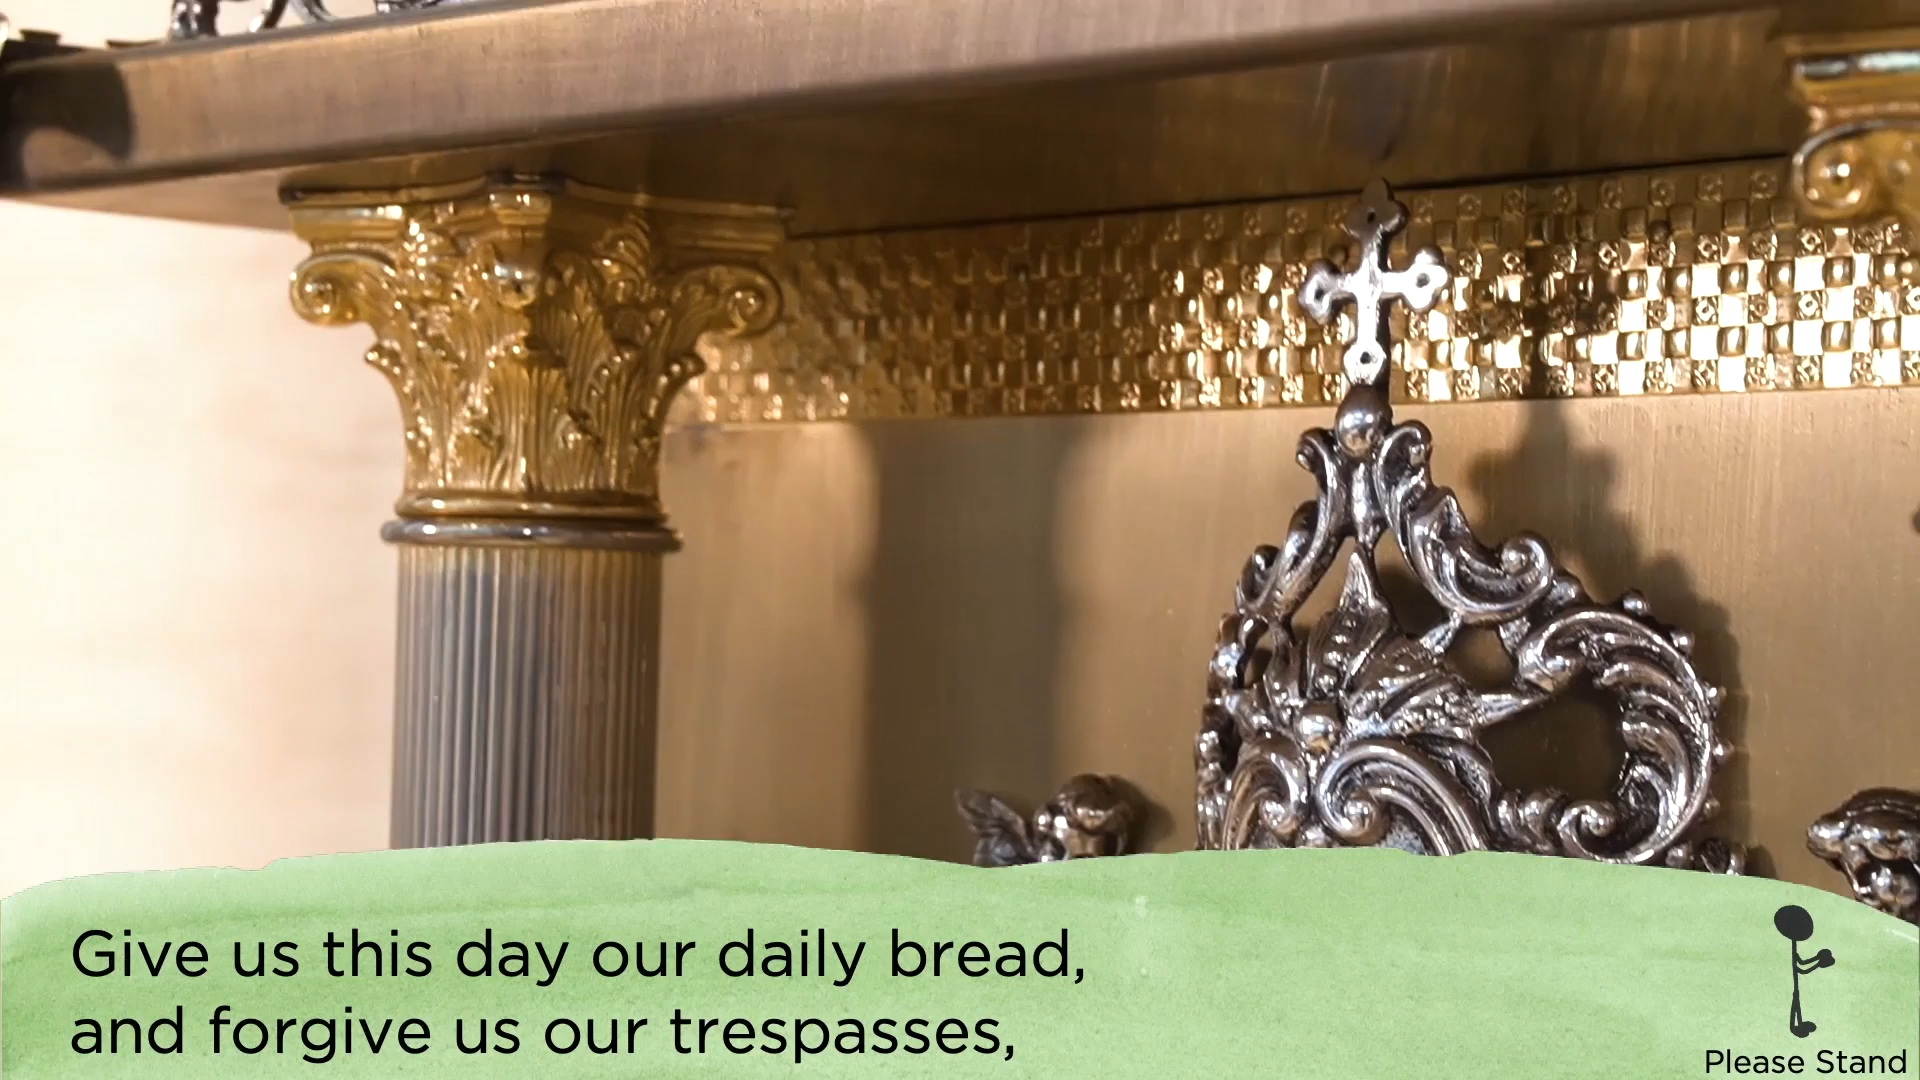 Give us this day our daily bread,
and forgive us our trespasses,
Please Stand